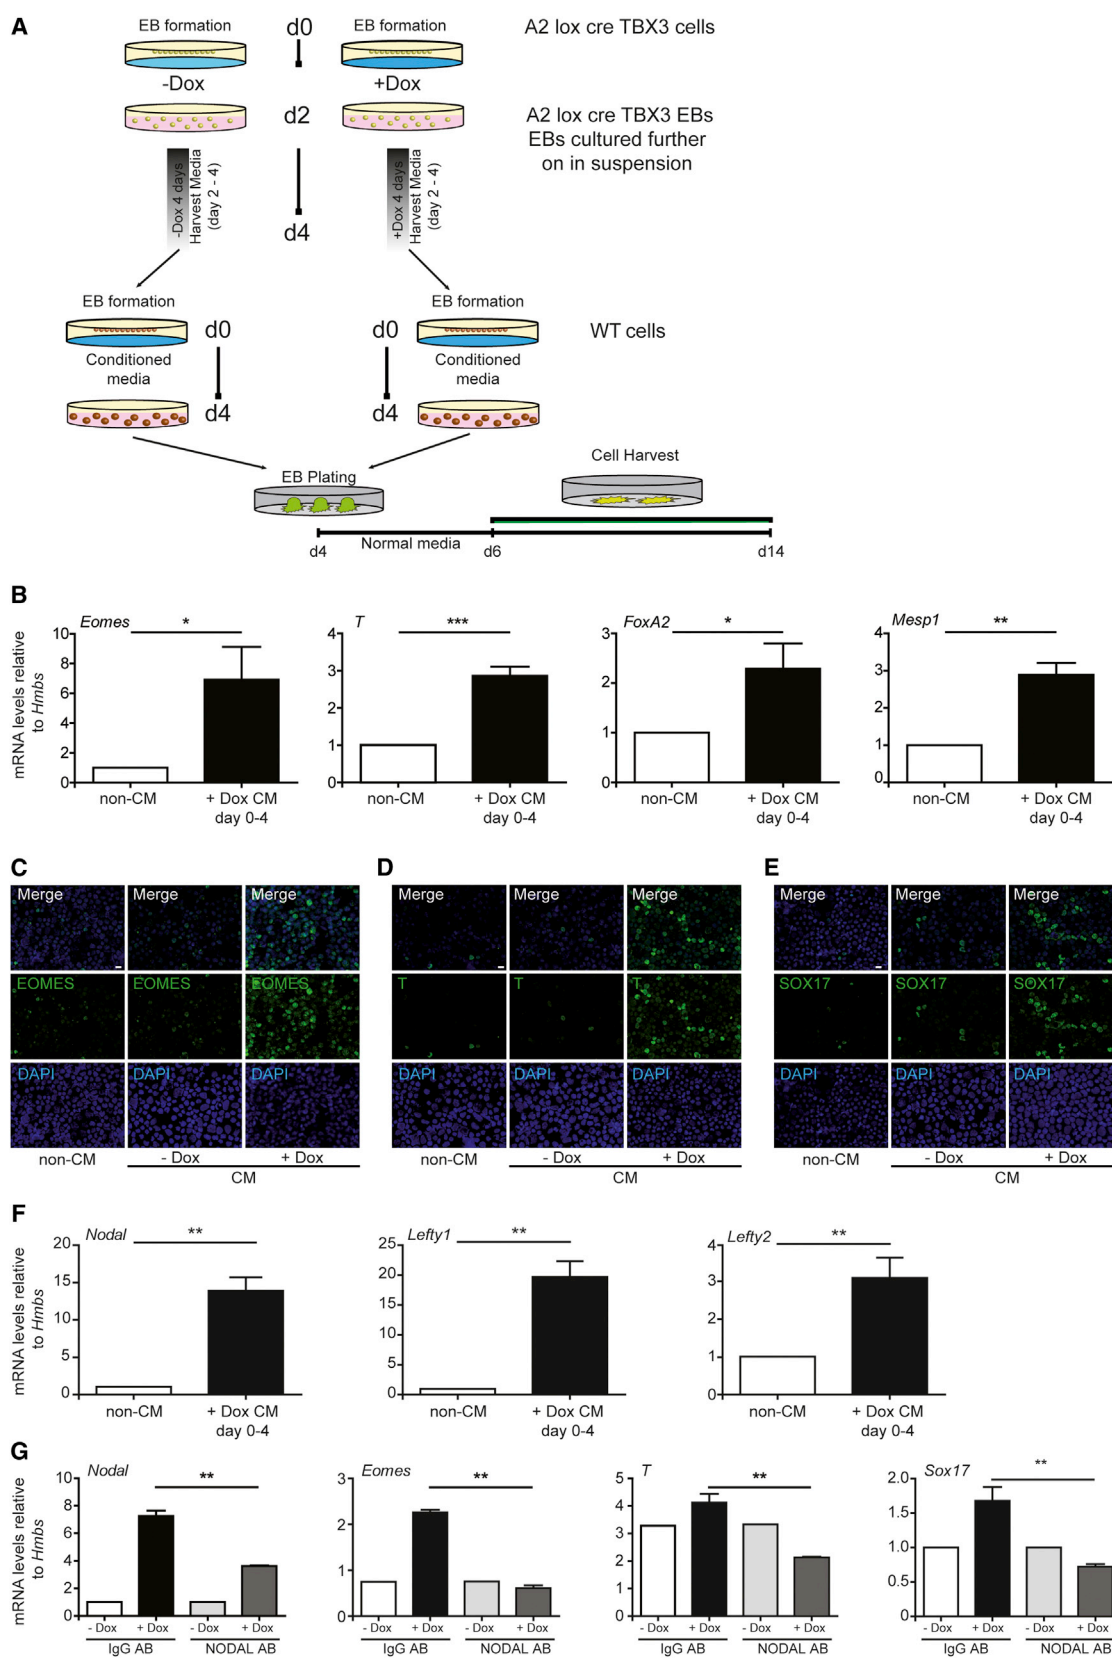 A
EB formation
d0
EB formation
A2 lox cre TBX3 cells
-Dox
+Dox
d2
A2 lox cre TBX3 EBs
EBs cultured further
on in suspension
-Dox 4 days
Harvest Media
(day 2 - 4)
+Dox 4 days
Harvest Media
(day 2 - 4)
d4
EB formation
EB formation
d0
d0
WT cells
Conditioned
media
Conditioned
media
d4
d4
EB Plating
Cell Harvest
Normal media
d4
d6
d14
B
mRNA levels relative
to Hmbs
Eomes
*
10
8
6
4
2
0
non-CM
+ Dox CM
day 0-4
T
***
4
3
2
1
0
non-CM
+ Dox CM
day 0-4
FoxA2
*
3
2
1
0
non-CM
+ Dox CM
day 0-4
Mesp1
**
4
3
2
1
0
non-CM
+ Dox CM
day 0-4
C
Merge
Merge
Merge
EOMES
EOMES
EOMES
DAPI
DAPI
DAPI
non-CM
- Dox
+ Dox
CM
D
Merge
Merge
Merge
T
T
T
DAPI
DAPI
DAPI
non-CM
- Dox
+ Dox
CM
E
Merge
Merge
Merge
SOX17
SOX17
SOX17
DAPI
DAPI
DAPI
non-CM
- Dox
+ Dox
CM
F
mRNA levels relative
to Hmbs
Nodal
**
20
15
10
5
0
non-CM
+ Dox CM
day 0-4
Lefty1
**
25
20
15
10
5
0
non-CM
+ Dox CM
day 0-4
Lefty2
**
4
3
2
1
0
non-CM
+ Dox CM
day 0-4
G
mRNA levels relative
to Hmbs
Nodal
**
10
8
6
4
2
0
- Dox
+ Dox
- Dox
+ Dox
IgG AB
NODAL AB
Eomes
**
3
2
1
0
- Dox
+ Dox
- Dox
+ Dox
IgG AB
NODAL AB
T
**
5
4
3
2
1
0
- Dox
+ Dox
- Dox
+ Dox
IgG AB
NODAL AB
Sox17
**
2.0
1.5
1.0
0.5
0
- Dox
+ Dox
- Dox
+ Dox
IgG AB
NODAL AB